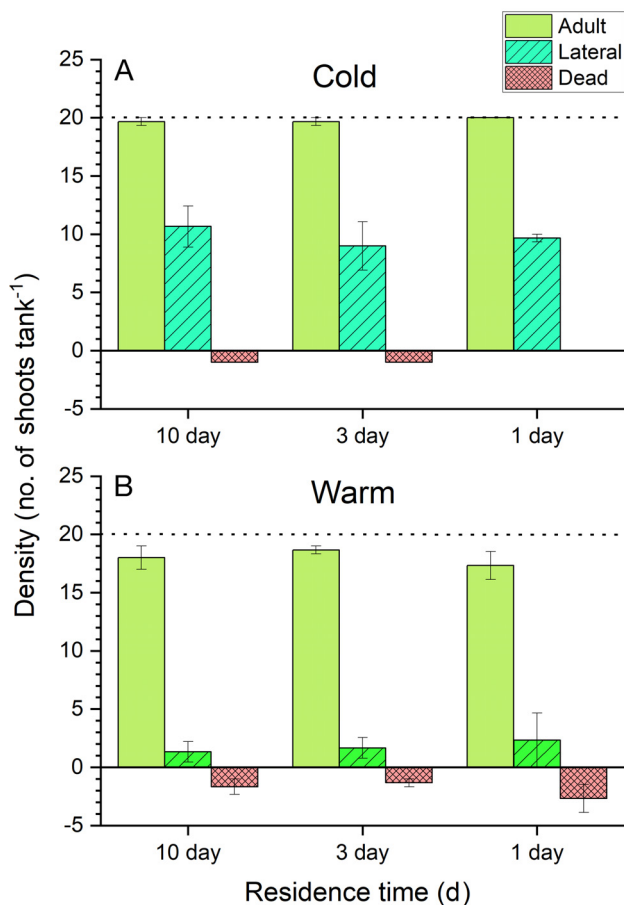 Adult
Lateral
Dead
A
Cold
25
20
15
10
5
0
-5
10 day
3 day
1 day
B
Warm
25
20
15
10
5
0
-5
10 day
3 day
1 day
Density (no. of shoots tank⁻¹)
Residence time (d)